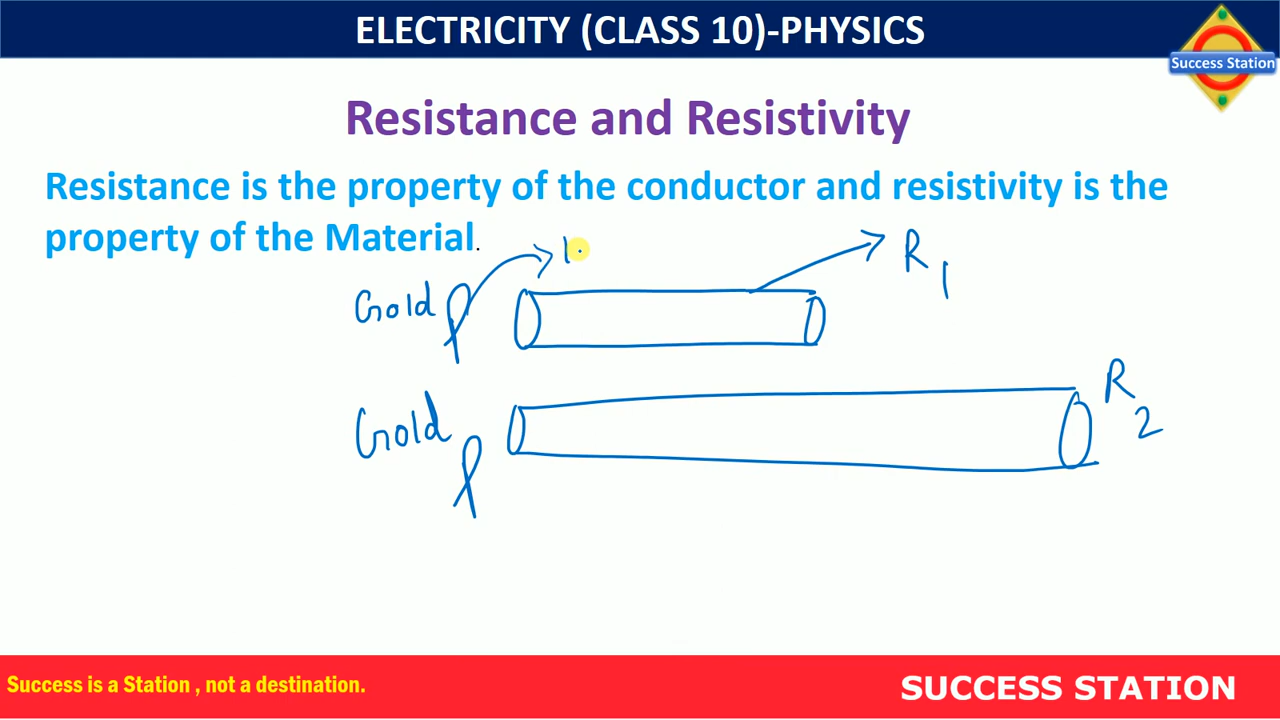 ELECTRICITY (CLASS 10)-PHYSICS
Success Station
Resistance and Resistivity
Resistance is the property of the conductor and resistivity is the
property of the Material.
R1
Gold ρ
R2
Gold
ρ
Success is a Station , not a destination.
SUCCESS STATION